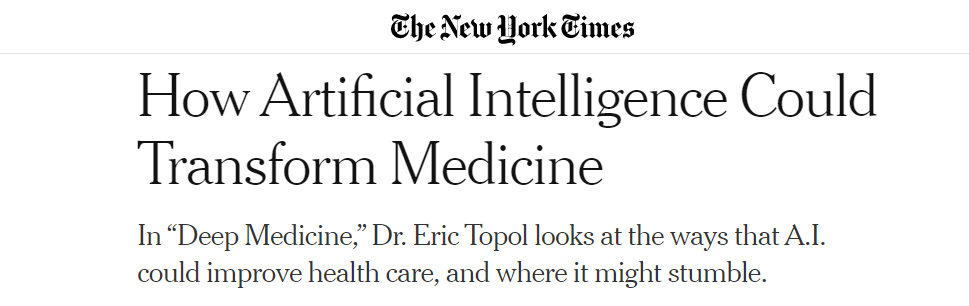 The New York Times
How Artificial Intelligence Could
Transform Medicine
In “Deep Medicine,” Dr. Eric Topol looks at the ways that A.I.
could improve health care, and where it might stumble.